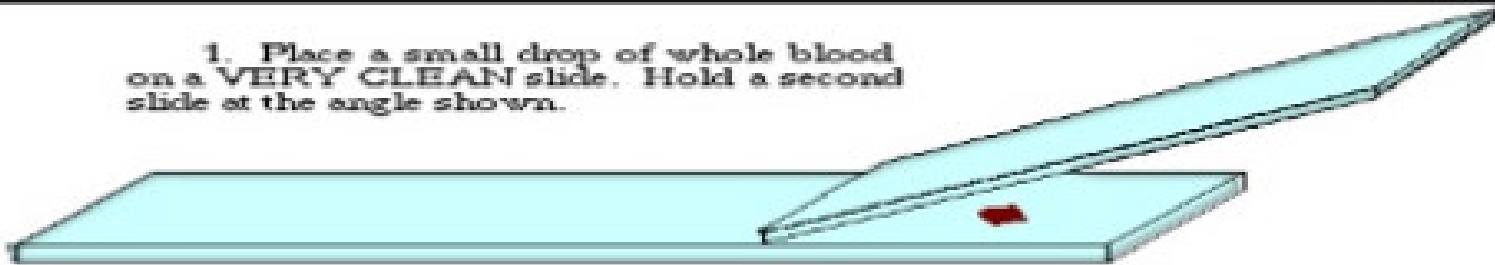 1. Place a small drop of whole blood
on a VERY CLEAN slide. Hold a second
slide at the angle shown.